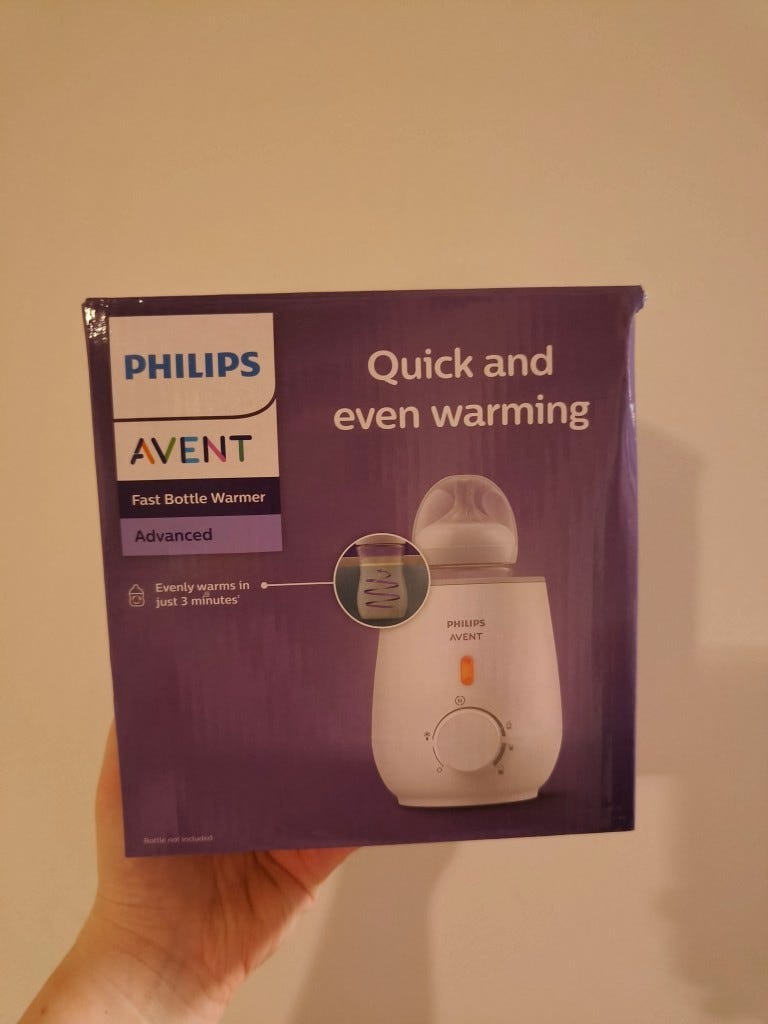 PHILIPS
AVENT
Fast Bottle Warmer
Advanced
Quick and
even warming
Evenly warms in
just 3 minutes¹
PHILIPS
AVENT
Bottle not included